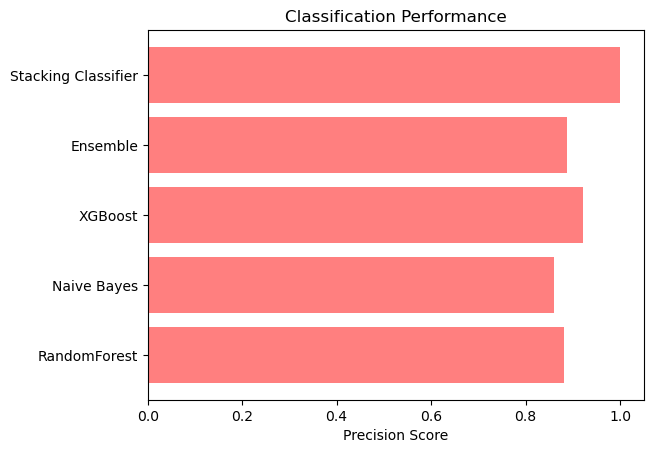 Classification Performance
Stacking Classifier
Ensemble
XGBoost
Naive Bayes
RandomForest
0.0 0.2 0.4 0.6 0.8 1.0
Precision Score